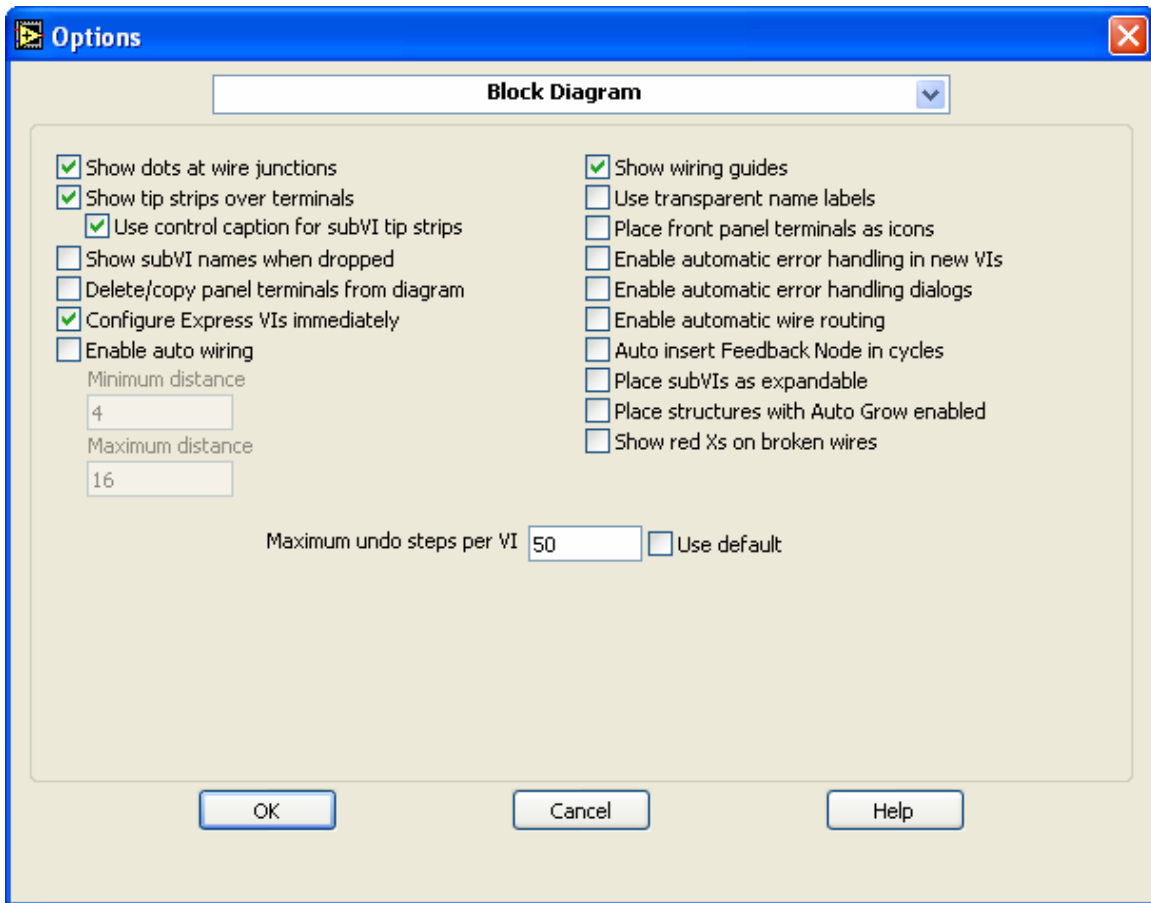 Options
Block Diagram
Show dots at wire junctions
Show tip strips over terminals
Use control caption for subVI tip strips
Show subVI names when dropped
Delete/copy panel terminals from diagram
Configure Express VIs immediately
Enable auto wiring
Minimum distance
4
Maximum distance
16
Show wiring guides
Use transparent name labels
Place front panel terminals as icons
Enable automatic error handling in new VIs
Enable automatic error handling dialogs
Enable automatic wire routing
Auto insert Feedback Node in cycles
Place subVIs as expandable
Place structures with Auto Grow enabled
Show red Xs on broken wires
Maximum undo steps per VI 50 Use default
OK Cancel Help